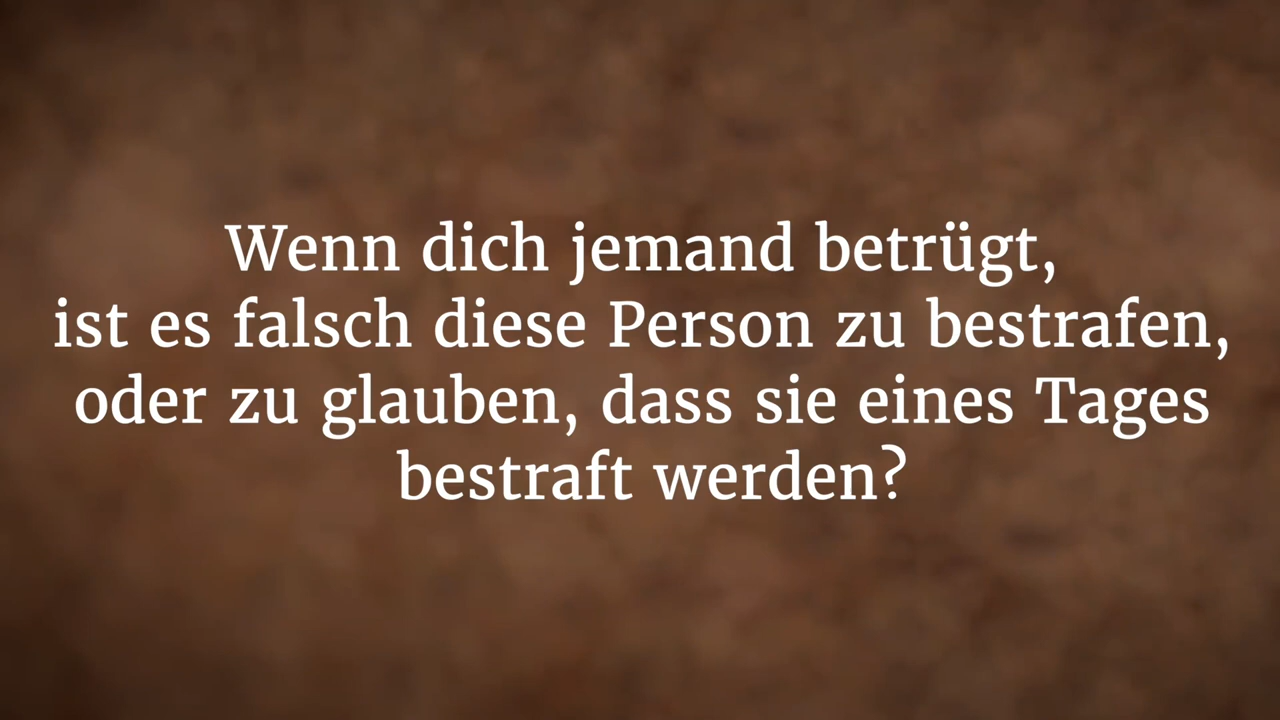 Wenn dich jemand betrügt,
ist es falsch diese Person zu bestrafen,
oder zu glauben, dass sie eines Tages
bestraft werden?